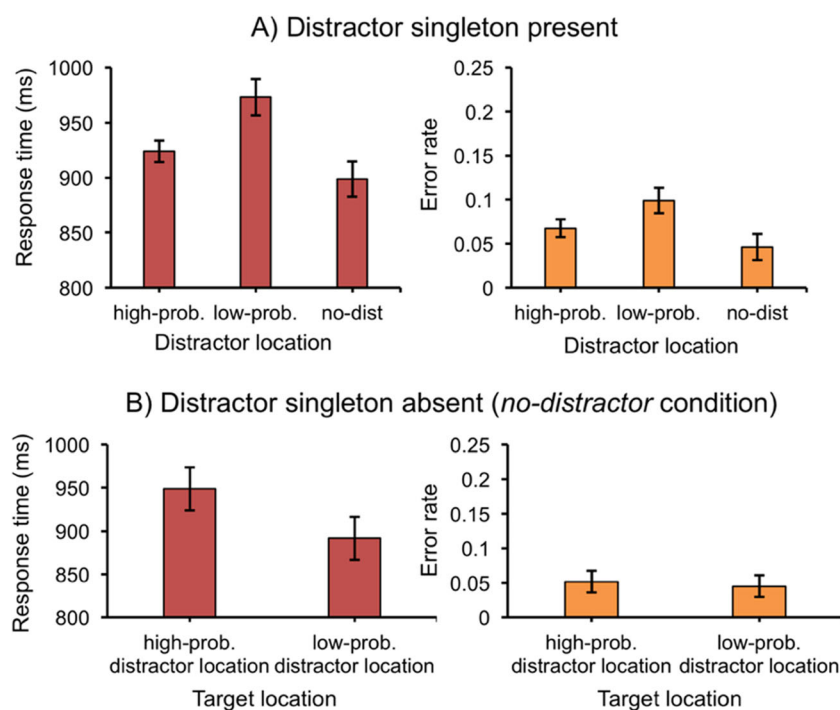 A) Distractor singleton present
Response time (ms)
1000
950
900
850
800
high-prob. low-prob. no-dist
Distractor location
Error rate
0.25
0.2
0.15
0.1
0.05
0
high-prob. low-prob. no-dist
Distractor location
B) Distractor singleton absent (no-distractor condition)
Response time (ms)
1000
950
900
850
800
high-prob. low-prob.
distractor location distractor location
Target location
Error rate
0.25
0.2
0.15
0.1
0.05
0
high-prob. low-prob.
distractor location distractor location
Target location